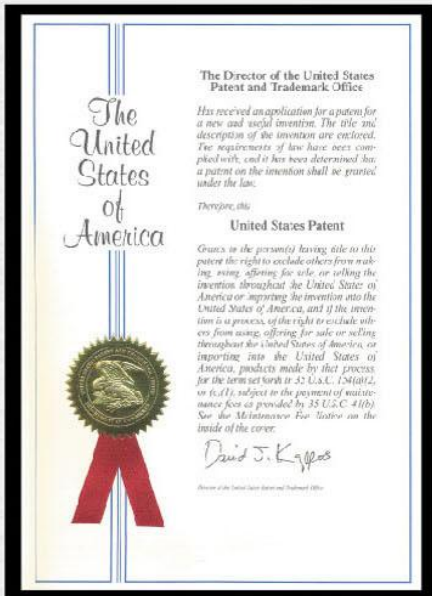 The
United
States
of
America
The Director of the United States
Patent and Trademark Office
Has received an application for a patent for
a new and useful invention. The title and
description of the invention are enclosed.
The requirements of law have been com-
plied with, and it has been determined that
a patent on the invention shall be granted
under the law.
Therefore, this
United States Patent
Grants to the person(s) having title to this
patent the right to exclude others from mak-
ing, using, offering for sale, or selling the
invention throughout the United States of
America or importing the invention into the
United States of America, and if the inven-
tion is a process, of the right to exclude oth-
ers from using, offering for sale or selling
throughout the United States of America, or
importing into the United States of
America, products made by that process,
for the term set forth in 35 U.S.C. 154(a)(2)
or (c)(1), subject to the payment of mainte-
nance fees as provided by 35 U.S.C. 41(b).
See the Maintenance Fee Notice on the
inside of the cover.
David J. Kappos
Director of the United States Patent and Trademark Office